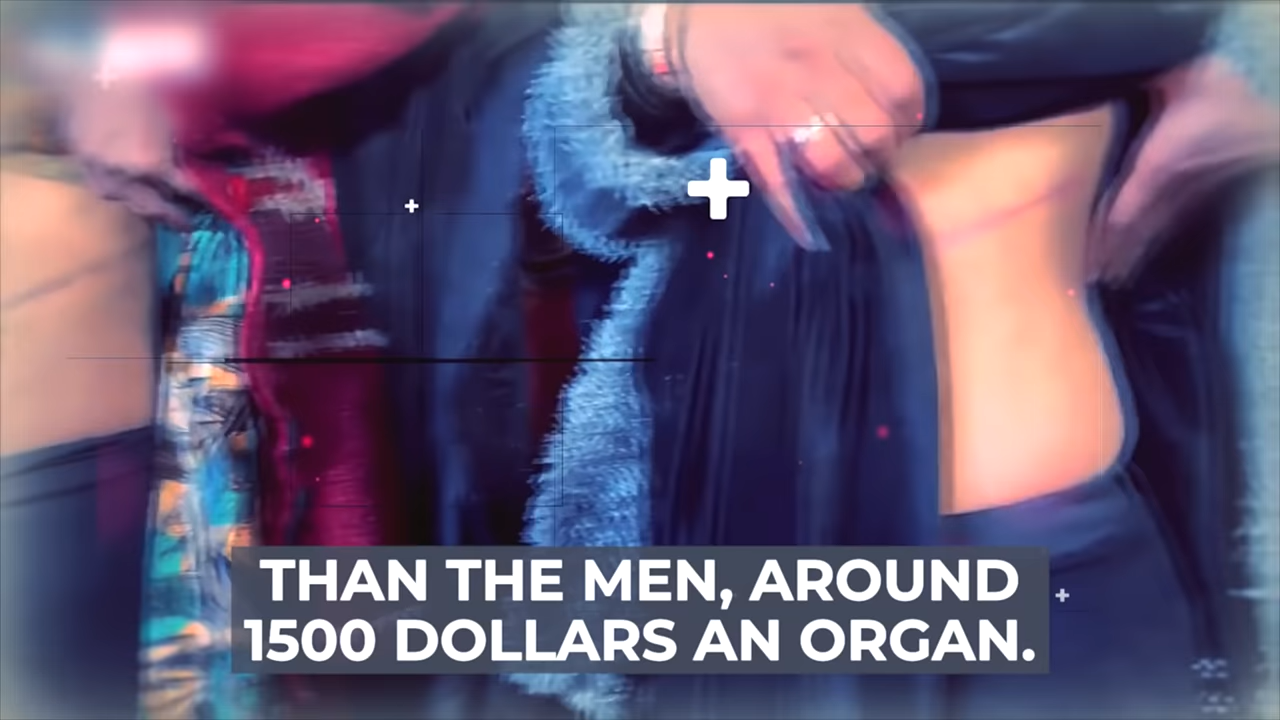 THAN THE MEN, AROUND
1500 DOLLARS AN ORGAN.